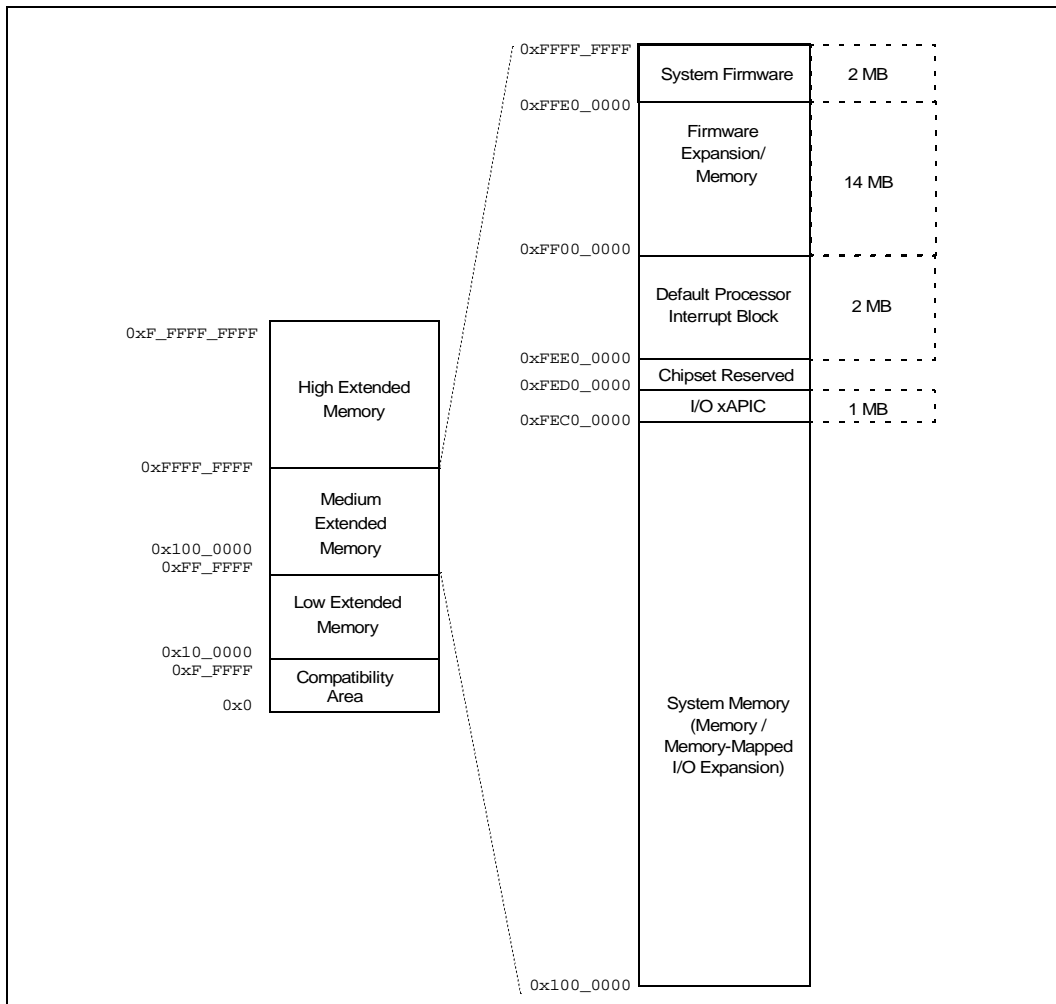 0xF_FFFF_FFFF
High Extended
Memory
0xFFFF_FFFF
Medium
Extended
Memory
0x100_0000
0xFF_FFFF
Low Extended
Memory
0x10_0000
0xF_FFFF
Compatibility
Area
0x0
0xFFFF_FFFF
System Firmware
2 MB
0xFFE0_0000
Firmware
Expansion/
Memory
14 MB
0xFF00_0000
Default Processor
Interrupt Block
2 MB
0xFEE0_0000
Chipset Reserved
0xFED0_0000
I/O xAPIC
1 MB
0xFEC0_0000
System Memory
(Memory /
Memory-Mapped
I/O Expansion)
0x100_0000